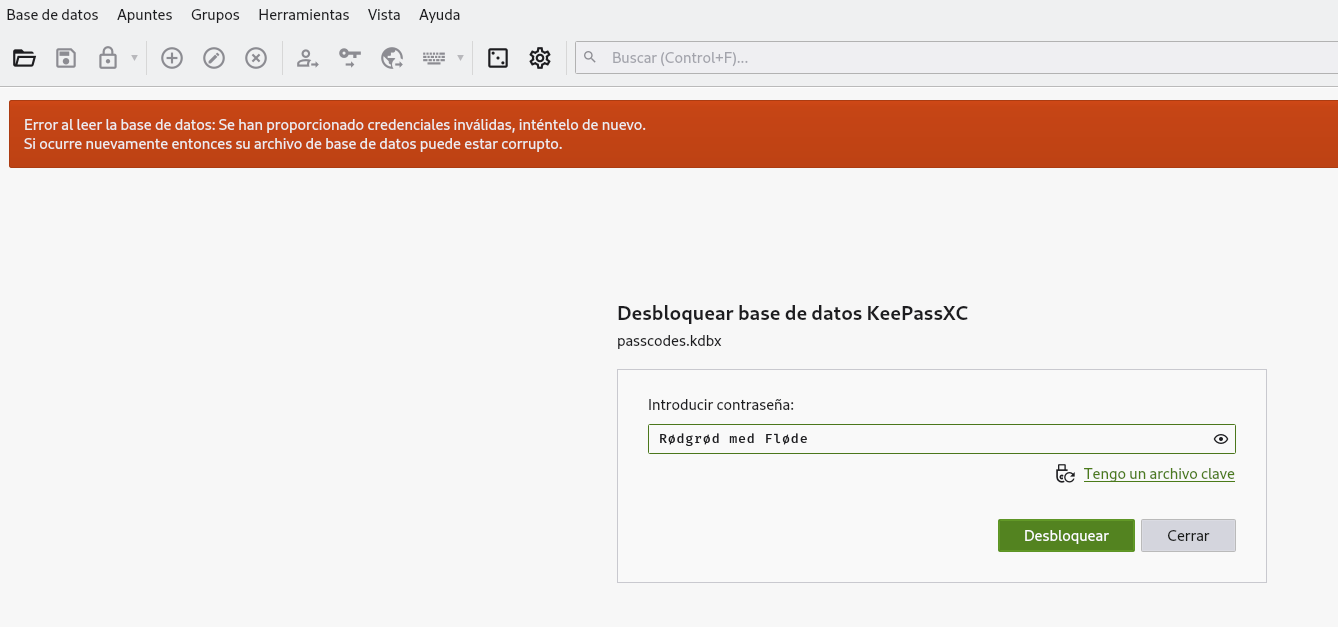 Base de datos Apuntes Grupos Herramientas Vista Ayuda
Buscar (Control+F)...
Error al leer la base de datos: Se han proporcionado credenciales inválidas, inténtelo de nuevo.
Si ocurre nuevamente entonces su archivo de base de datos puede estar corrupto.
Desbloquear base de datos KeePassXC
passcodes.kdbx
Introducir contraseña:
Rødgrød med Fløde
Tengo un archivo clave
Desbloquear Cerrar